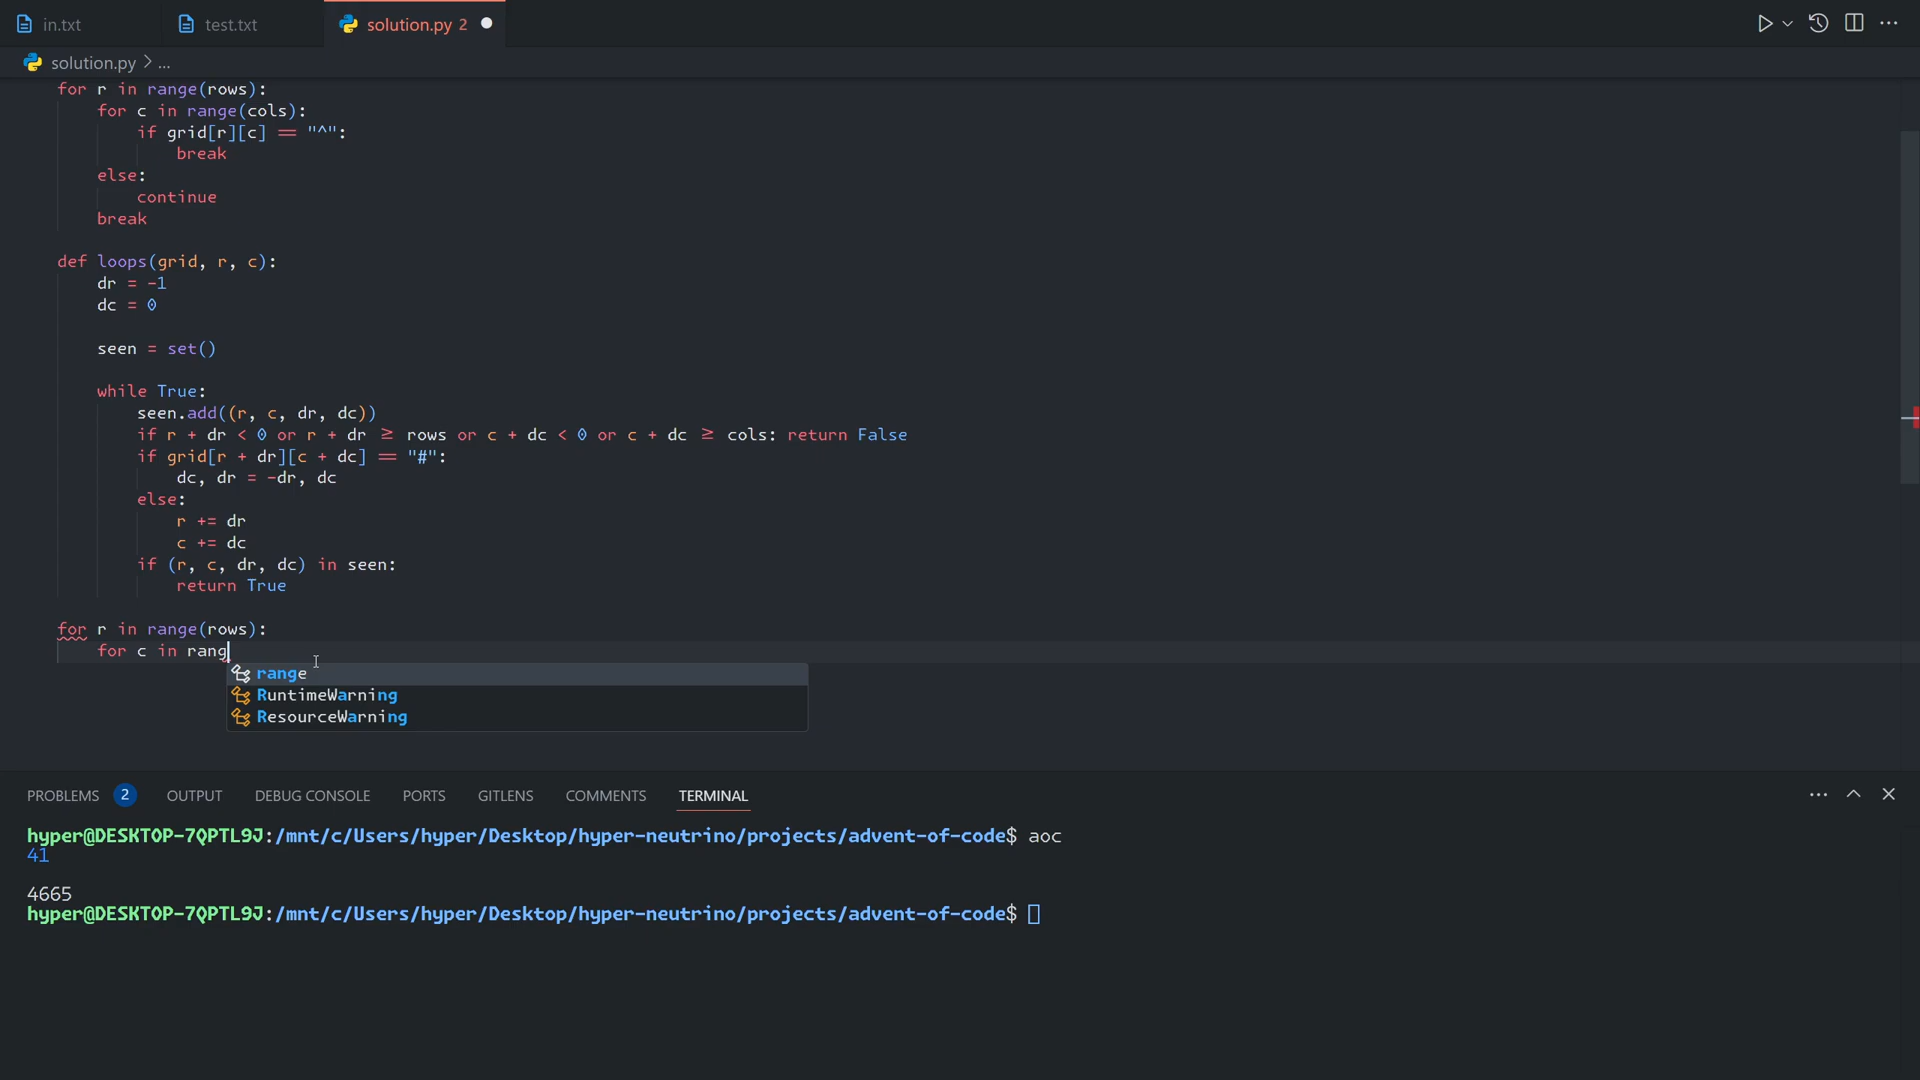 in.txt test.txt solution.py 2
solution.py > ...
for r in range(rows):
for c in range(cols):
if grid[r][c] == "^":
break
else:
continue
break
def loops(grid, r, c):
dr = -1
dc = 0
seen = set()
while True:
seen.add((r, c, dr, dc))
if r + dr < 0 or r + dr ≥ rows or c + dc < 0 or c + dc ≥ cols: return False
if grid[r + dr][c + dc] == "#":
dc, dr = -dr, dc
else:
r += dr
c += dc
if (r, c, dr, dc) in seen:
return True
for r in range(rows):
for c in rang
range
RuntimeWarning
ResourceWarning
PROBLEMS 2 OUTPUT DEBUG CONSOLE PORTS GITLENS COMMENTS TERMINAL
hyper@DESKTOP-7QPTL9J:/mnt/c/Users/hyper/Desktop/hyper-neutrino/projects/advent-of-code$ aoc
41
4665
hyper@DESKTOP-7QPTL9J:/mnt/c/Users/hyper/Desktop/hyper-neutrino/projects/advent-of-code$